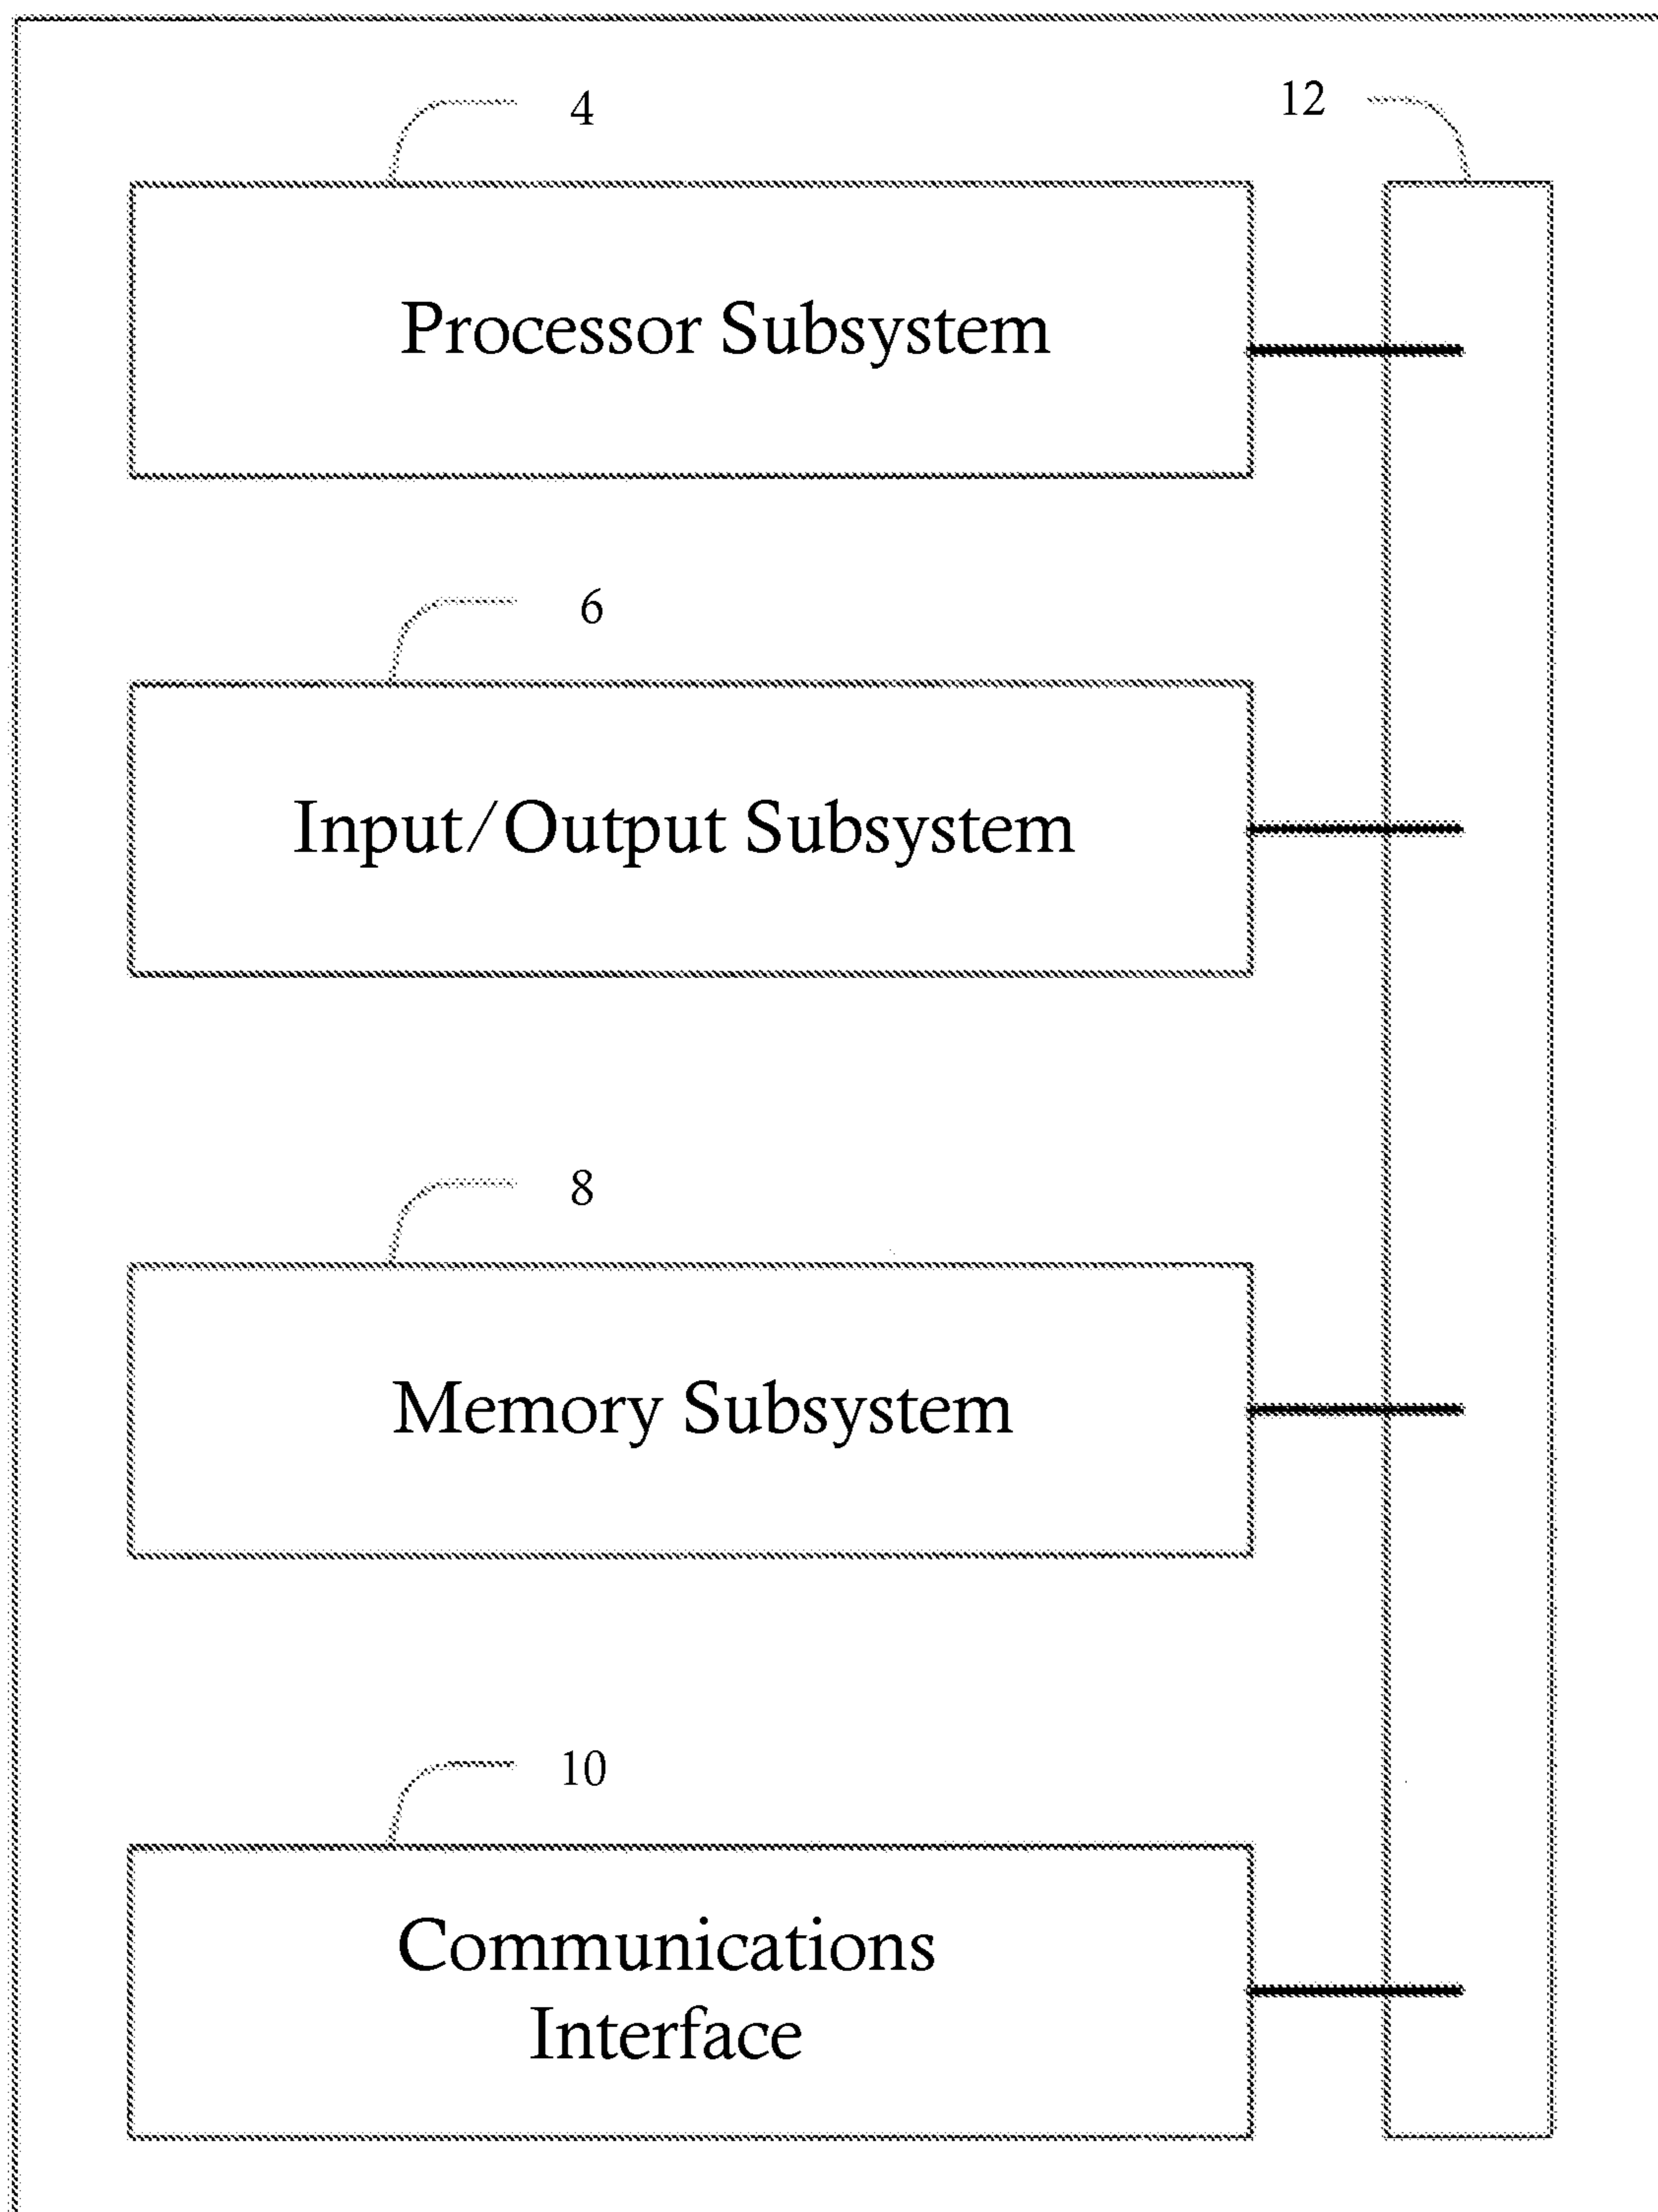 4
12
Processor Subsystem
6
Input/Output Subsystem
8
Memory Subsystem
10
Communications
Interface